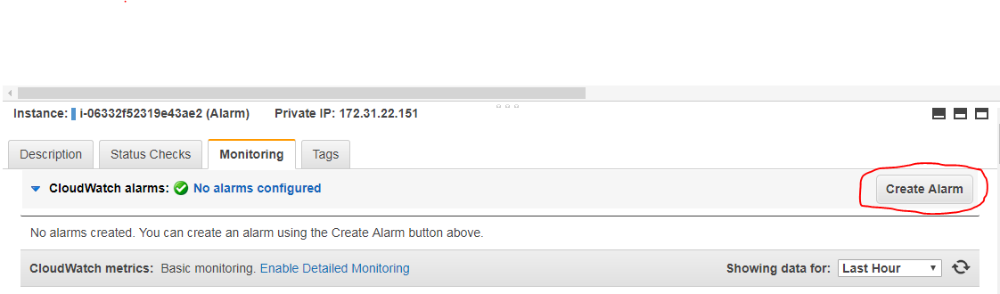 Instance: i-06332f52319e43ae2 (Alarm) Private IP: 172.31.22.151
Description Status Checks Monitoring Tags
CloudWatch alarms: No alarms configured Create Alarm
No alarms created. You can create an alarm using the Create Alarm button above.
CloudWatch metrics: Basic monitoring. Enable Detailed Monitoring Showing data for: Last Hour